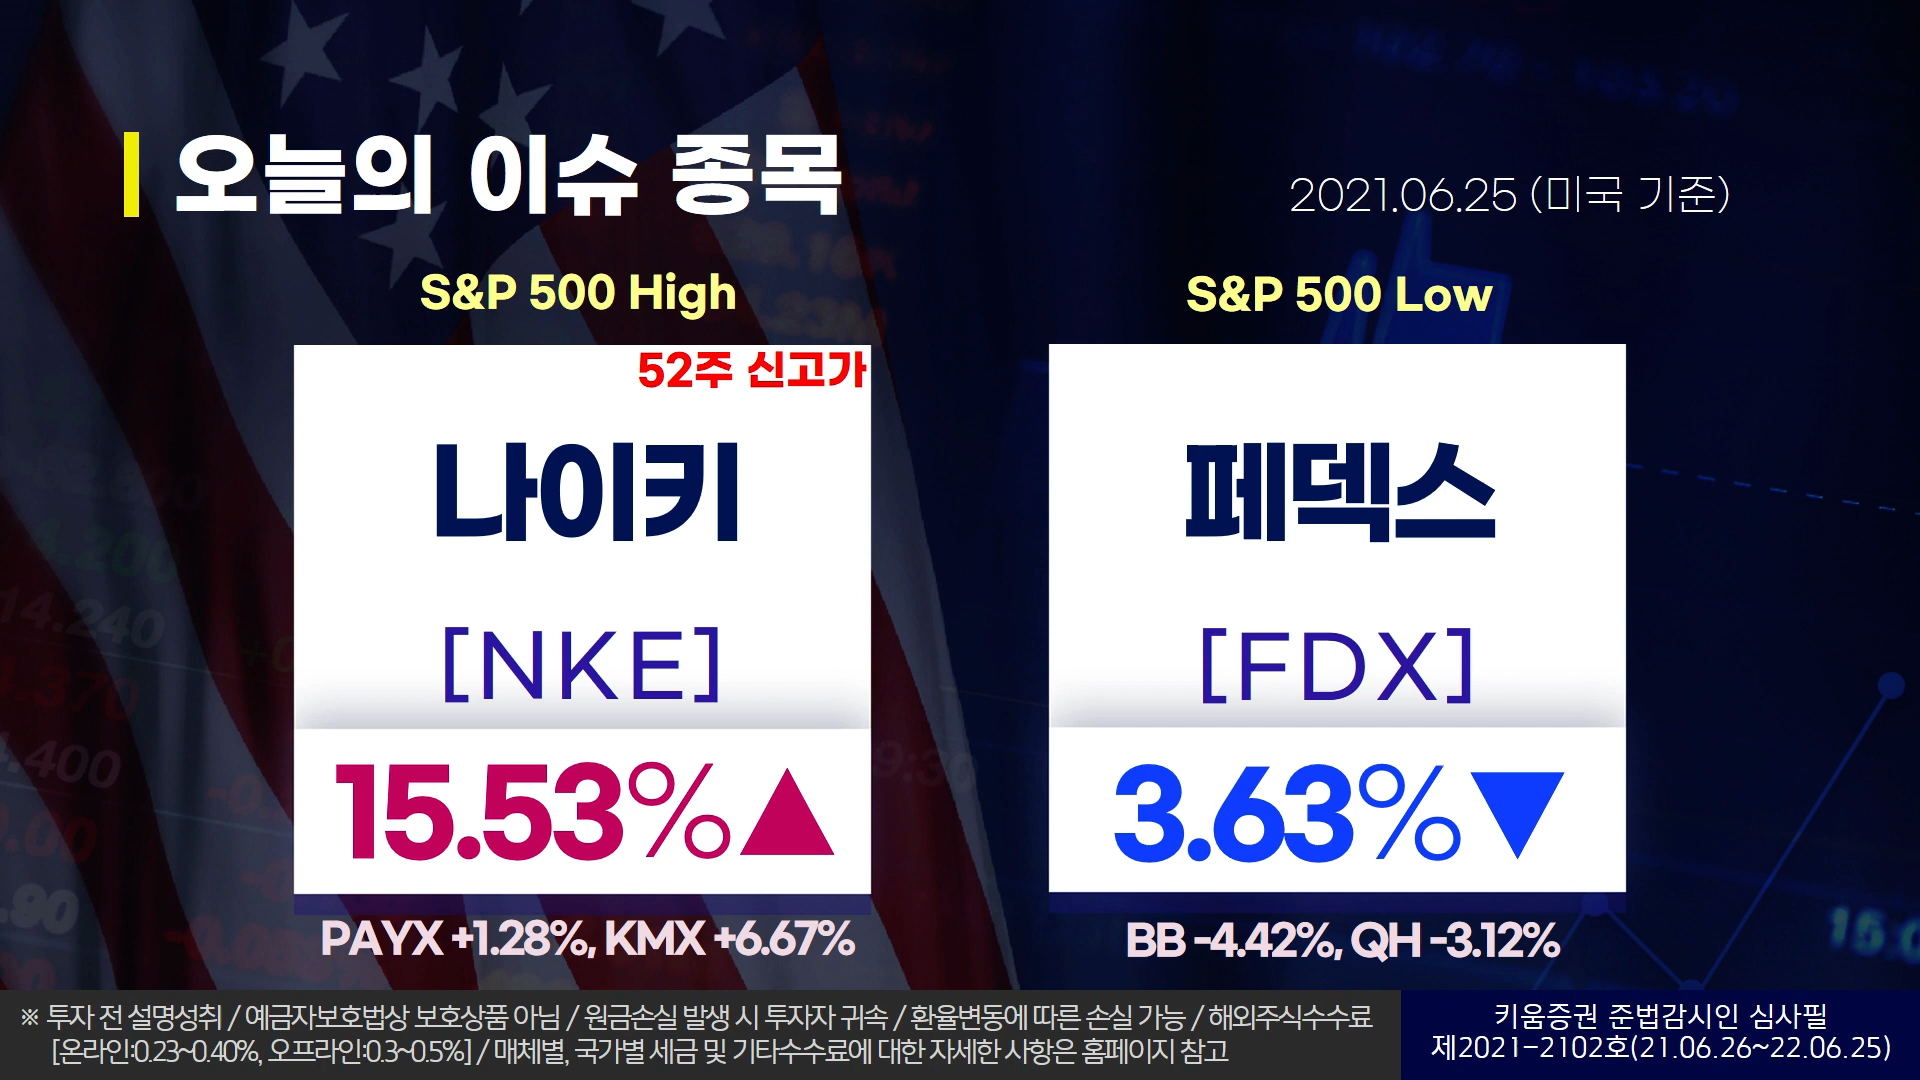 오늘의 이슈 종목
2021.06.25 (미국 기준)
S&P 500 High
S&P 500 Low
52주 신고가
나이키
[NKE]
15.53%▲
PAYX +1.28%, KMX +6.67%
페덱스
[FDX]
3.63%▼
BB -4.42%, QH -3.12%
※ 투자 전 설명성취 / 예금자보호법상 보호상품 아님 / 원금손실 발생 시 투자자 귀속 / 환율변동에 따른 손실 가능 / 해외주식수수료
[온라인:0.23~0.40%, 오프라인:0.3~0.5%] / 매체별, 국가별 세금 및 기타수수료에 대한 자세한 사항은 홈페이지 참고
키움증권 준법감시인 심사필
제2021-2102호(21.06.26~22.06.25)
14.240
.370
.400
.90